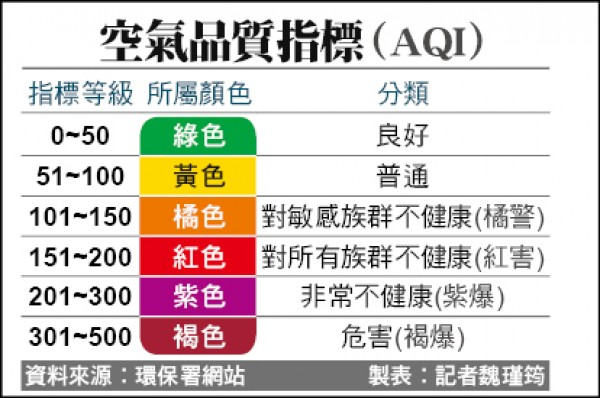 空氣品質指標(AQI)
指標等級 所屬顏色 分類
0~50 綠色 良好
51~100 黃色 普通
101~150 橘色 對敏感族群不健康(橘警)
151~200 紅色 對所有族群不健康(紅害)
201~300 紫色 非常不健康(紫爆)
301~500 褐色 危害(褐爆)
資料來源：環保署網站 製表：記者魏瑾筠